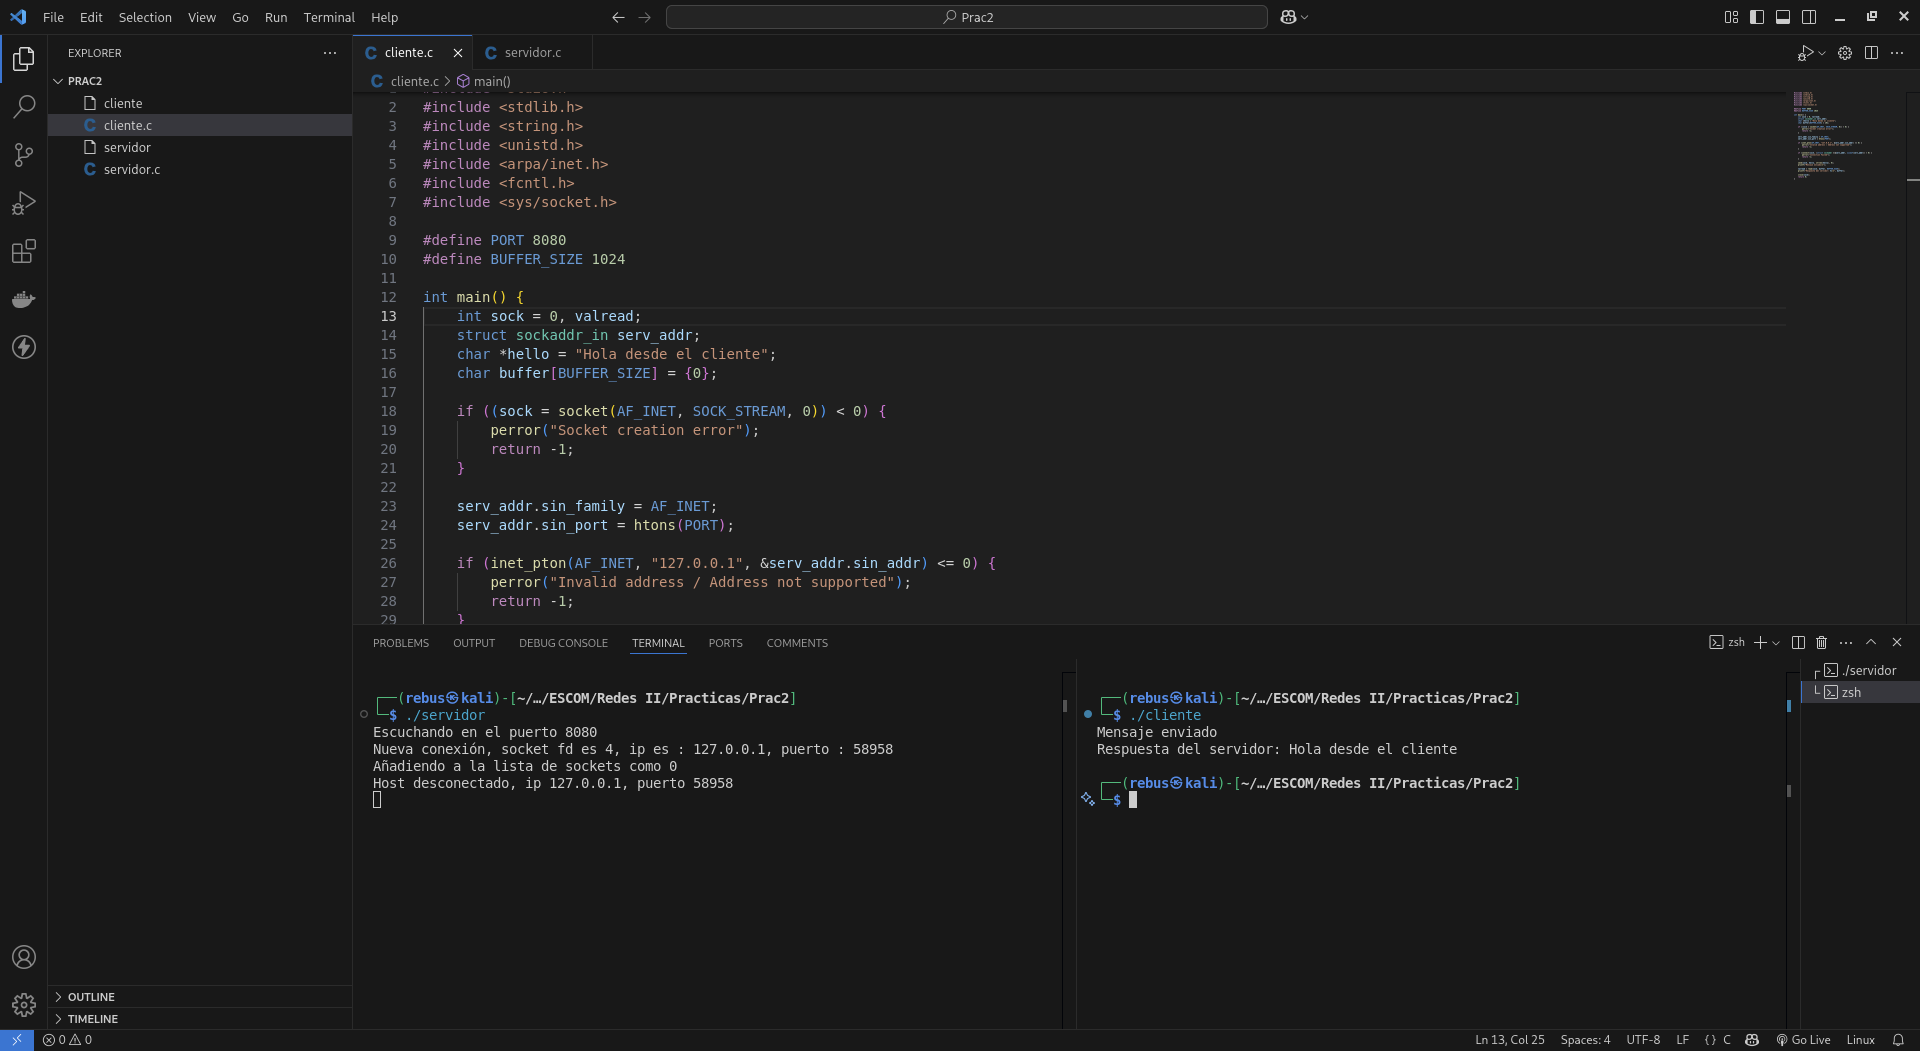 File Edit Selection View Go Run Terminal Help
Prac2
EXPLORER
PRAC2
cliente
cliente.c
servidor
servidor.c
OUTLINE
TIMELINE
cliente.c
servidor.c
cliente.c > main()
2 #include <stdlib.h>
3 #include <string.h>
4 #include <unistd.h>
5 #include <arpa/inet.h>
6 #include <fcntl.h>
7 #include <sys/socket.h>
8
9 #define PORT 8080
10 #define BUFFER_SIZE 1024
11
12 int main() {
13 int sock = 0, valread;
14 struct sockaddr_in serv_addr;
15 char *hello = "Hola desde el cliente";
16 char buffer[BUFFER_SIZE] = {0};
17
18 if ((sock = socket(AF_INET, SOCK_STREAM, 0)) < 0) {
19 perror("Socket creation error");
20 return -1;
21 }
22
23 serv_addr.sin_family = AF_INET;
24 serv_addr.sin_port = htons(PORT);
25
26 if (inet_pton(AF_INET, "127.0.0.1", &serv_addr.sin_addr) <= 0) {
27 perror("Invalid address / Address not supported");
28 return -1;
29 }
PROBLEMS OUTPUT DEBUG CONSOLE TERMINAL PORTS COMMENTS
zsh
┌──(rebus㉿kali)-[~/…/ESCOM/Redes II/Practicas/Prac2]
└─$ ./servidor
Escuchando en el puerto 8080
Nueva conexión, socket fd es 4, ip es : 127.0.0.1, puerto : 58958
Añadiendo a la lista de sockets como 0
Host desconectado, ip 127.0.0.1, puerto 58958
┌──(rebus㉿kali)-[~/…/ESCOM/Redes II/Practicas/Prac2]
└─$ ./cliente
Mensaje enviado
Respuesta del servidor: Hola desde el cliente
┌──(rebus㉿kali)-[~/…/ESCOM/Redes II/Practicas/Prac2]
└─$
./servidor
zsh
0 0
Ln 13, Col 25 Spaces: 4 UTF-8 LF { } C Go Live Linux